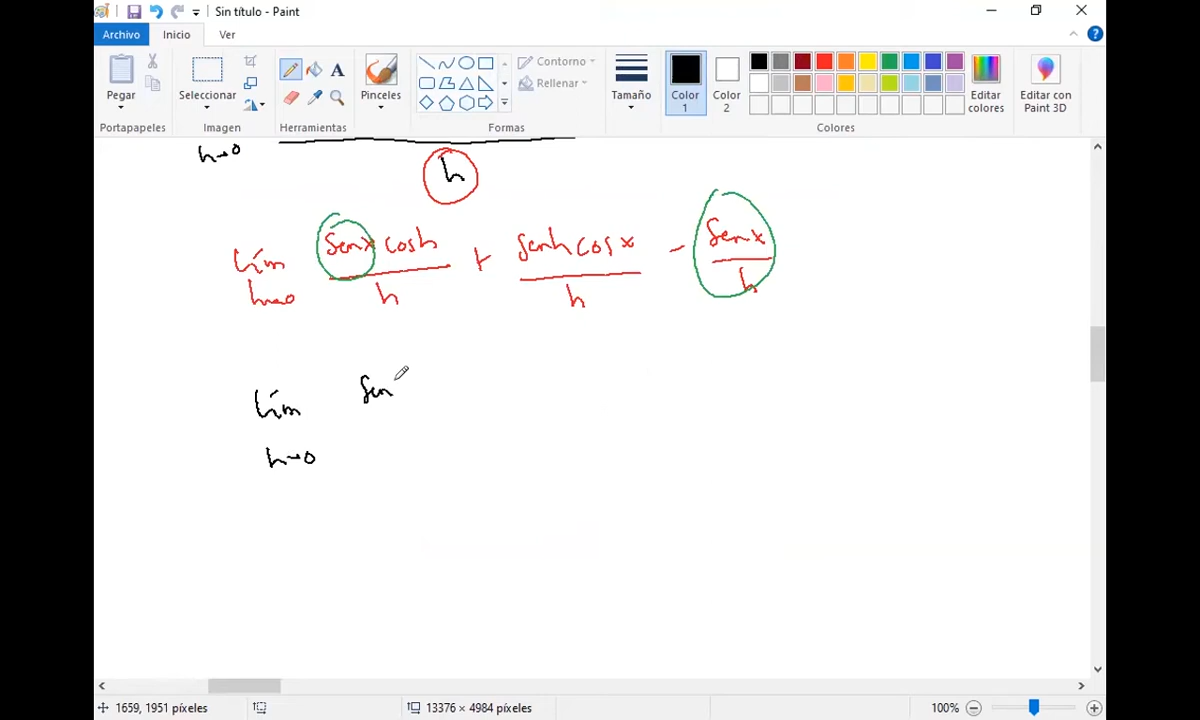 Sin título - Paint
Archivo Inicio Ver
Pegar Seleccionar A Pinceles Contorno Rellenar Tamaño Color 1 Color 2 Editar colores Editar con Paint 3D
Portapapeles Imagen Herramientas Formas Colores
h→0 h
lím h→0 senx cosh / h + senh cosx / h - senx / h
lím sen
h→0
1659, 1951 píxeles 13376 × 4984 píxeles 100%